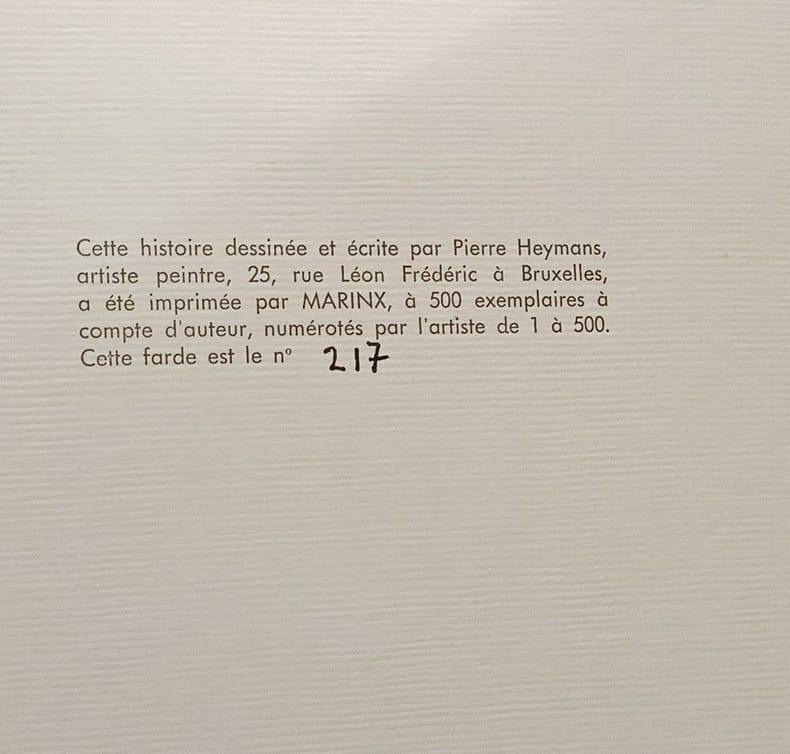 Cette histoire dessinée et écrite par Pierre Heymans,
artiste peintre, 25, rue Léon Frédéric à Bruxelles,
a été imprimée par MARINX, à 500 exemplaires à
compte d'auteur, numérotés par l'artiste de 1 à 500.
Cette farde est le n° 217